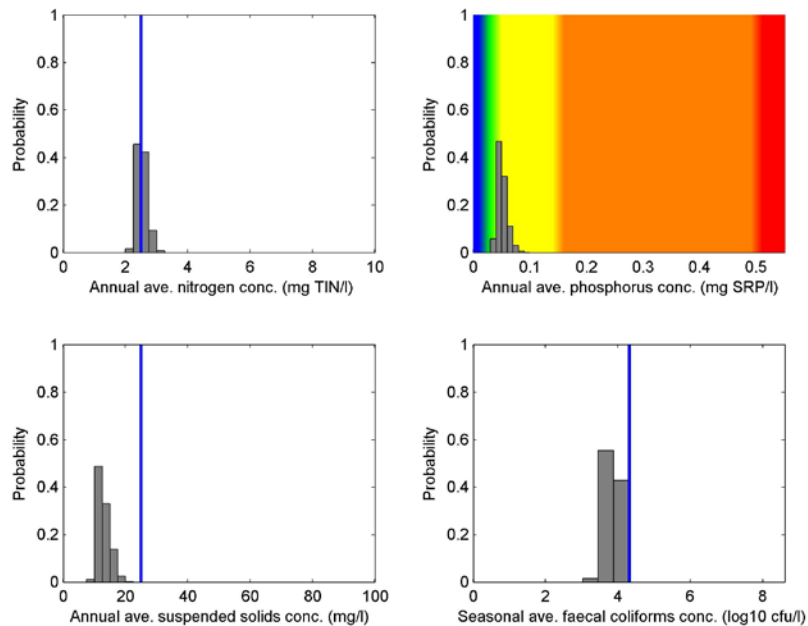 1
0.8
0.6
0.4
0.2
0
Probability
0 2 4 6 8 10
Annual ave. nitrogen conc. (mg TIN/l)
1
0.8
0.6
0.4
0.2
0
Probability
0 0.1 0.2 0.3 0.4 0.5
Annual ave. phosphorus conc. (mg SRP/l)
1
0.8
0.6
0.4
0.2
0
Probability
0 20 40 60 80 100
Annual ave. suspended solids conc. (mg/l)
1
0.8
0.6
0.4
0.2
0
Probability
0 2 4 6 8
Seasonal ave. faecal coliforms conc. (log10 cfu/l)